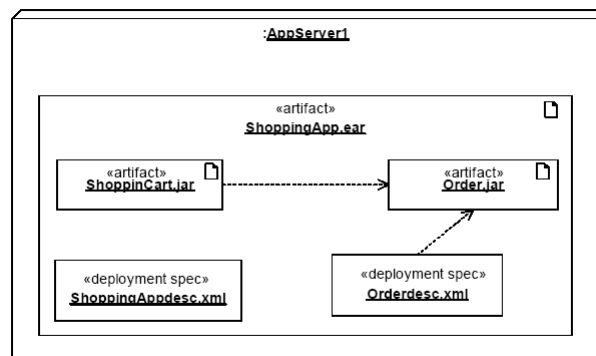 :AppServer1
«artifact»
ShoppingApp.ear
«artifact»
ShoppinCart.jar
«artifact»
Order.jar
«deployment spec»
ShoppingAppdesc.xml
«deployment spec»
Orderdesc.xml